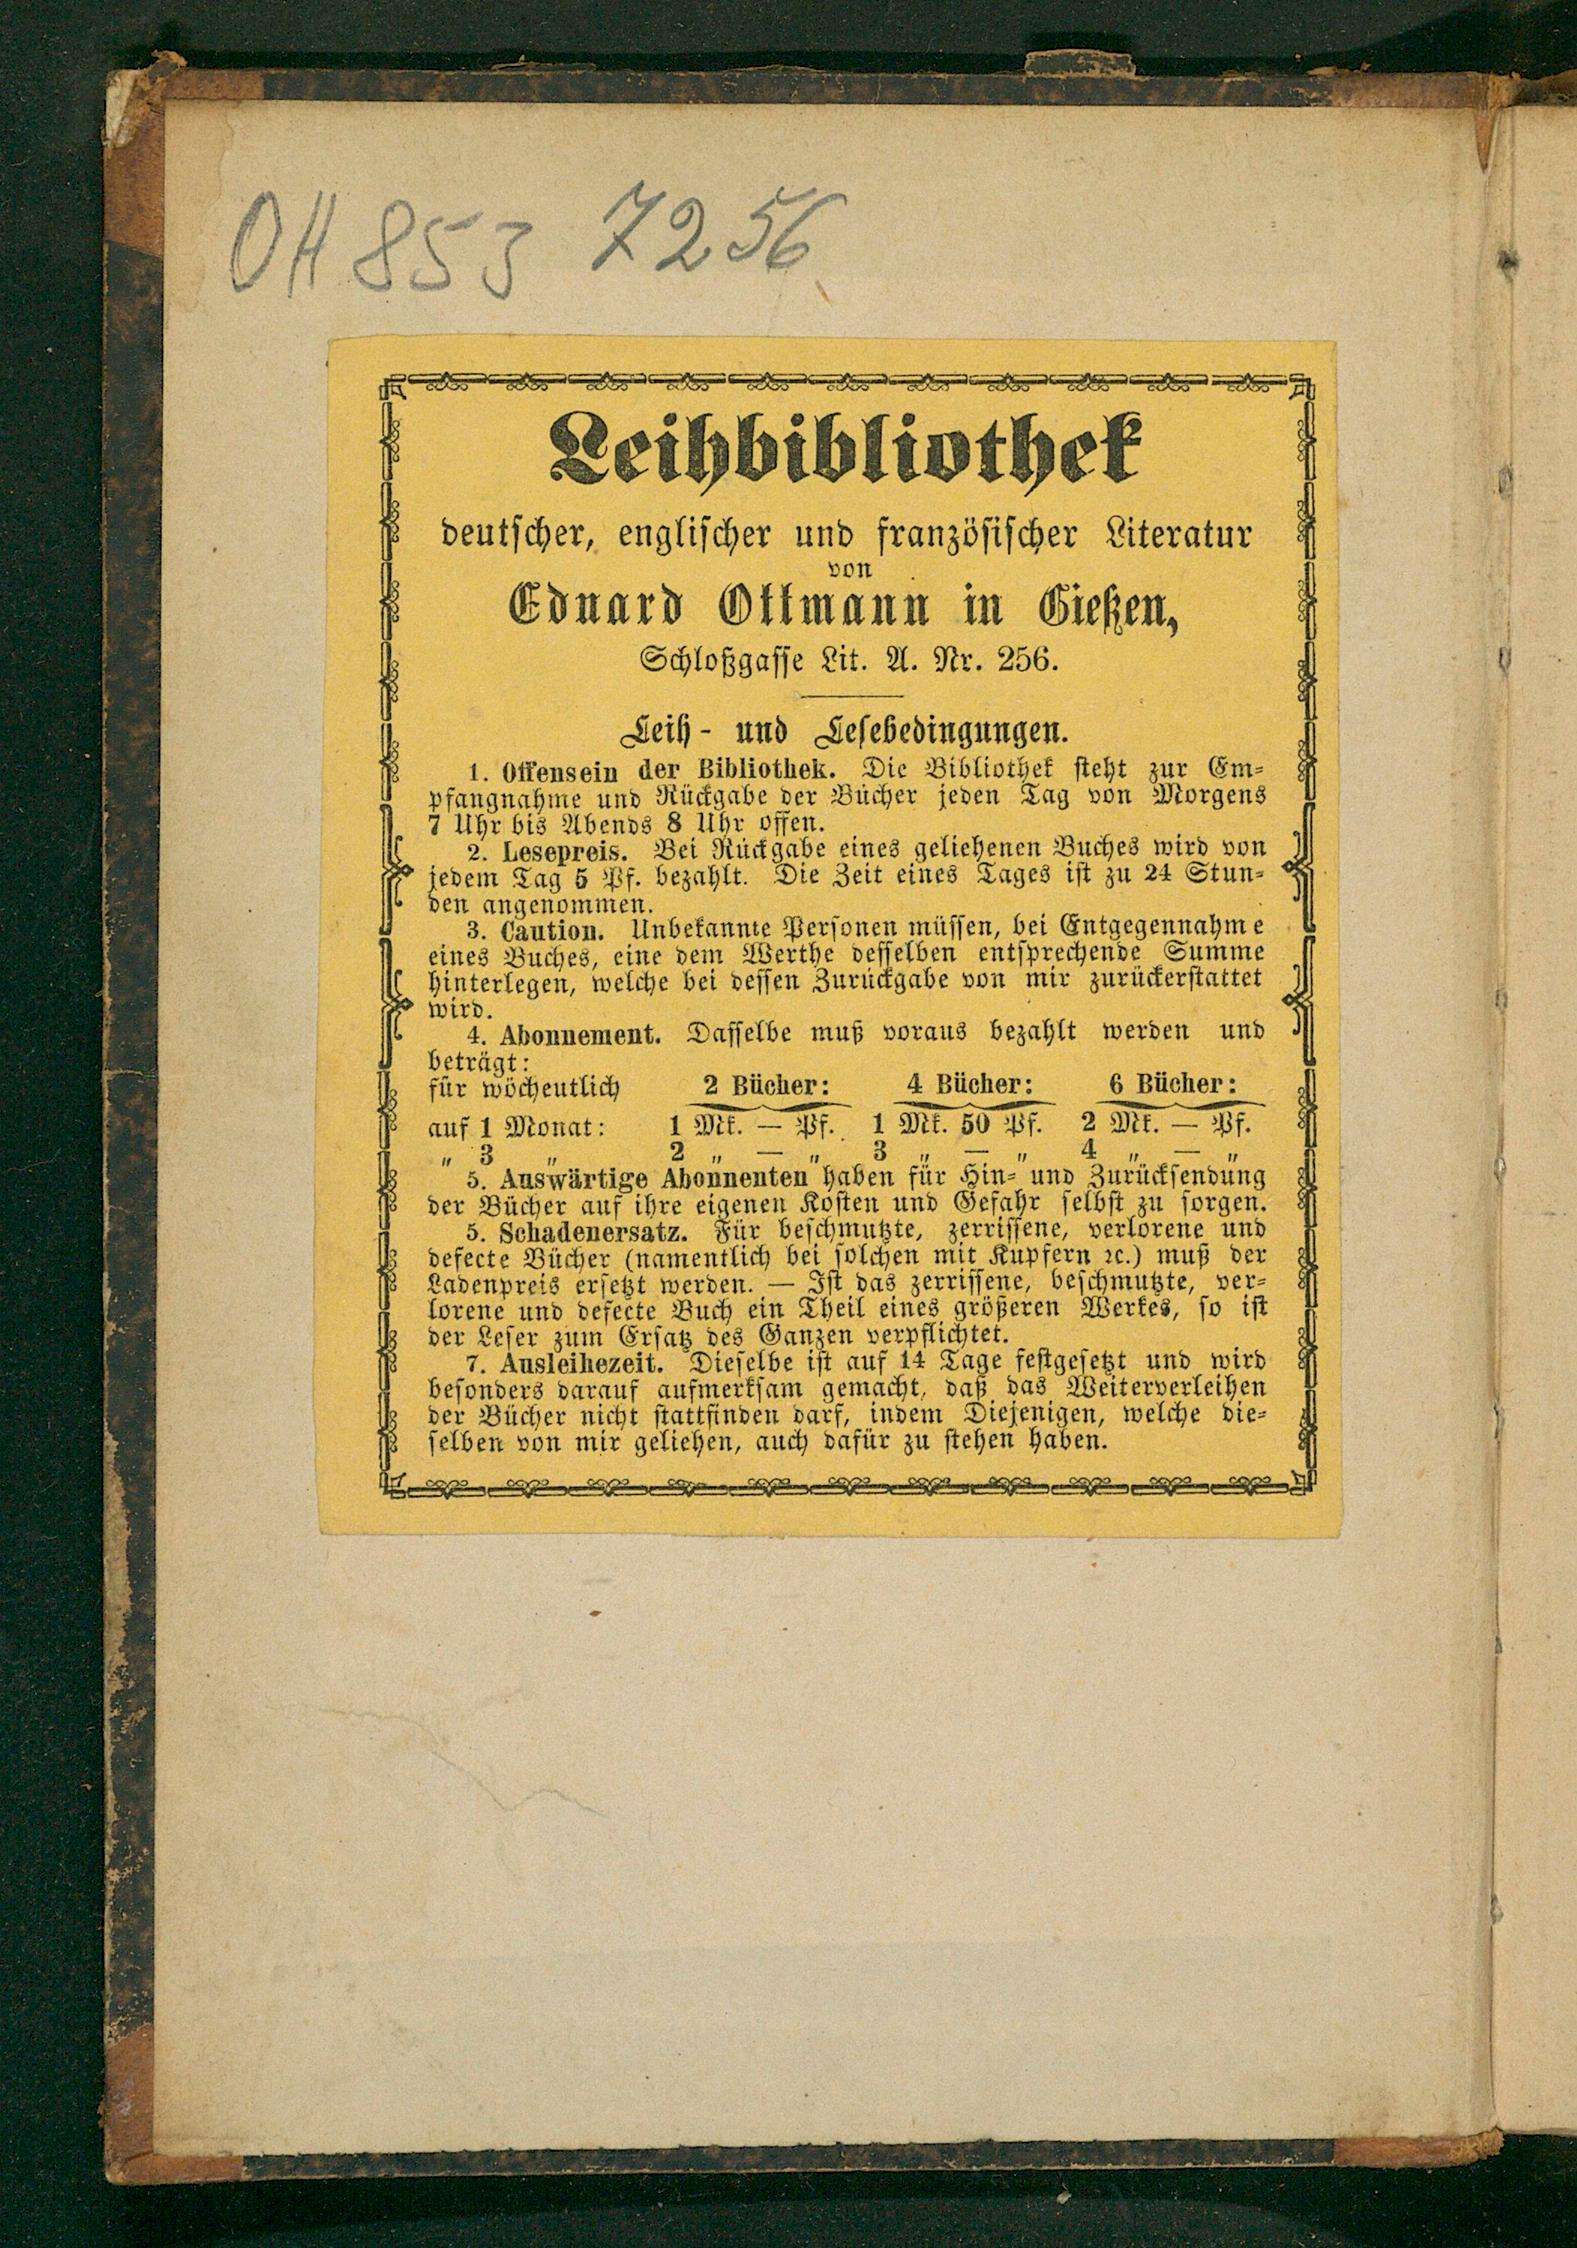 OH 853 7256
Leihbibliothek
deutscher, englischer und französischer Literatur
von
Eduard Ottmann in Gießen,
Schloßgasse Lit. A. Nr. 256.
Leih- und Lesebedingungen.
1. Offensein der Bibliothek. Die Bibliothek steht zur Em-
pfangnahme und Rückgabe der Bücher jeden Tag von Morgens
7 Uhr bis Abends 8 Uhr offen.
2. Lesepreis. Bei Rückgabe eines geliehenen Buches wird von
jedem Tag 5 Pf. bezahlt. Die Zeit eines Tages ist zu 24 Stun-
den angenommen.
3. Caution. Unbekannte Personen müssen, bei Entgegennahme
eines Buches, eine dem Werthe desselben entsprechende Summe
hinterlegen, welche bei dessen Zurückgabe von mir zurückerstattet
wird.
4. Abonnement. Dasselbe muß voraus bezahlt werden und
beträgt:
für wöchentlich 2 Bücher: 4 Bücher: 6 Bücher:
auf 1 Monat: 1 Mk. — Pf. 1 Mk. 50 Pf. 2 Mk. — Pf.
„ 3 „ 2 „ — „ 3 „ — „ 4 „ — „
5. Auswärtige Abonnenten haben für Hin- und Zurücksendung
der Bücher auf ihre eigenen Kosten und Gefahr selbst zu sorgen.
5. Schadenersatz. Für beschmutzte, zerrissene, verlorene und
defecte Bücher (namentlich bei solchen mit Kupfern ꝛc.) muß der
Ladenpreis ersetzt werden. — Ist das zerrissene, beschmutzte, ver-
lorene und defecte Buch ein Theil eines größeren Werkes, so ist
der Leser zum Ersatz des Ganzen verpflichtet.
7. Ausleihezeit. Dieselbe ist auf 14 Tage festgesetzt und wird
besonders darauf aufmerksam gemacht, daß das Weiterverleihen
der Bücher nicht stattfinden darf, indem Diejenigen, welche die-
selben von mir geliehen, auch dafür zu stehen haben.